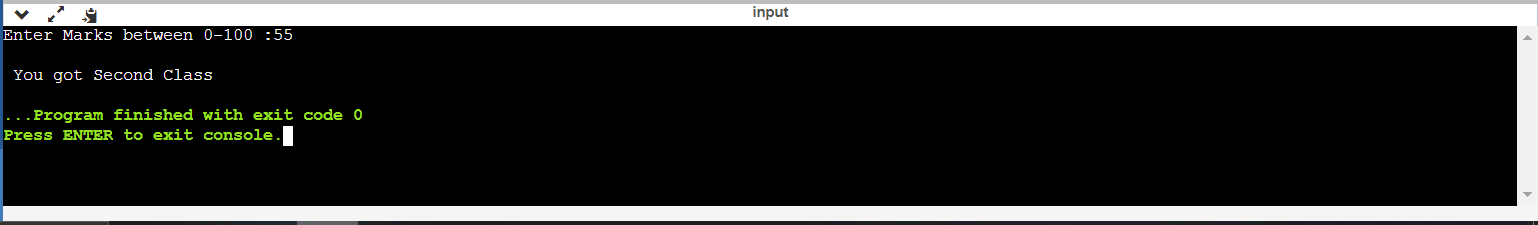 input
Enter Marks between 0-100 :55
You got Second Class
...Program finished with exit code 0
Press ENTER to exit console.